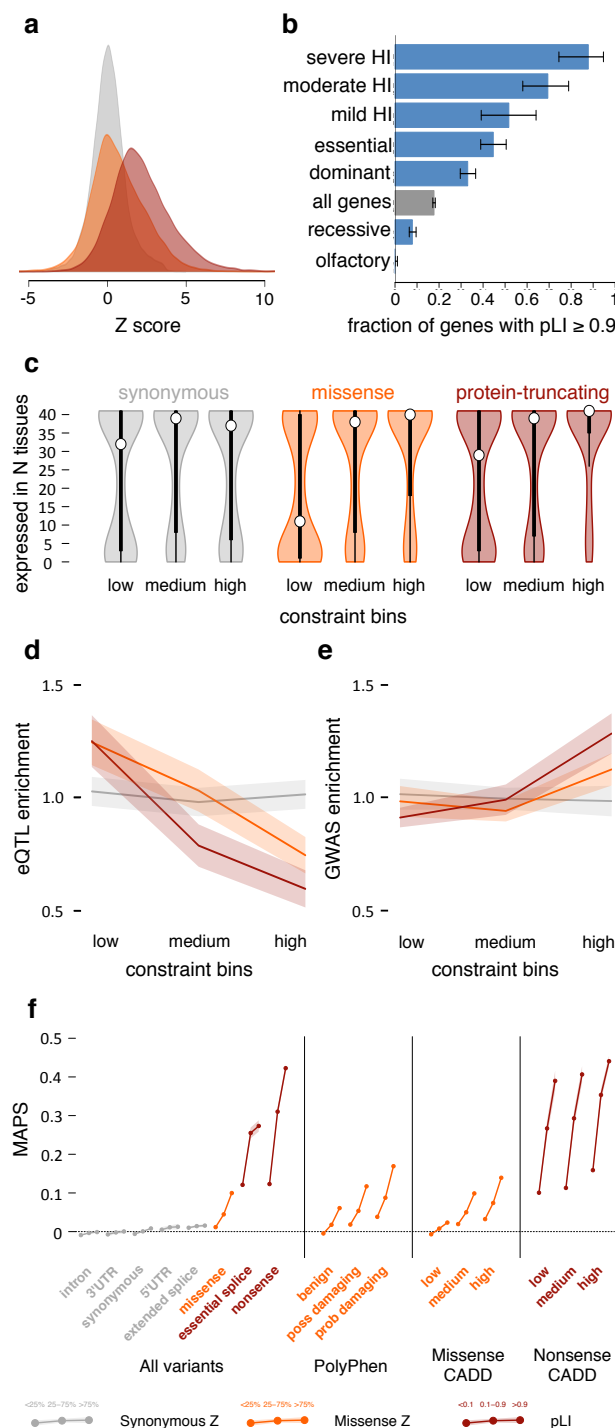 a
-5 0 5 10
Z score
b
severe HI
moderate HI
mild HI
essential
dominant
all genes
recessive
olfactory
0 0.2 0.4 0.6 0.8 1
fraction of genes with pLI ≥ 0.9
c
synonymous missense protein-truncating
expressed in N tissues
40
35
30
25
20
15
10
5
0
low medium high low medium high low medium high
constraint bins
d
eQTL enrichment
1.5
1.0
0.5
low medium high
constraint bins
e
GWAS enrichment
1.5
1.0
0.5
low medium high
constraint bins
f
MAPS
0.5
0.4
0.3
0.2
0.1
0
intron
3'UTR
synonymous
5'UTR
extended splice
missense
essential splice
nonsense
benign
poss damaging
prob damaging
low
medium
high
low
medium
high
All variants PolyPhen Missense CADD Nonsense CADD
<25% 25–75% >75% Synonymous Z
<25% 25–75% >75% Missense Z
<0.1 0.1–0.9 >0.9 pLI